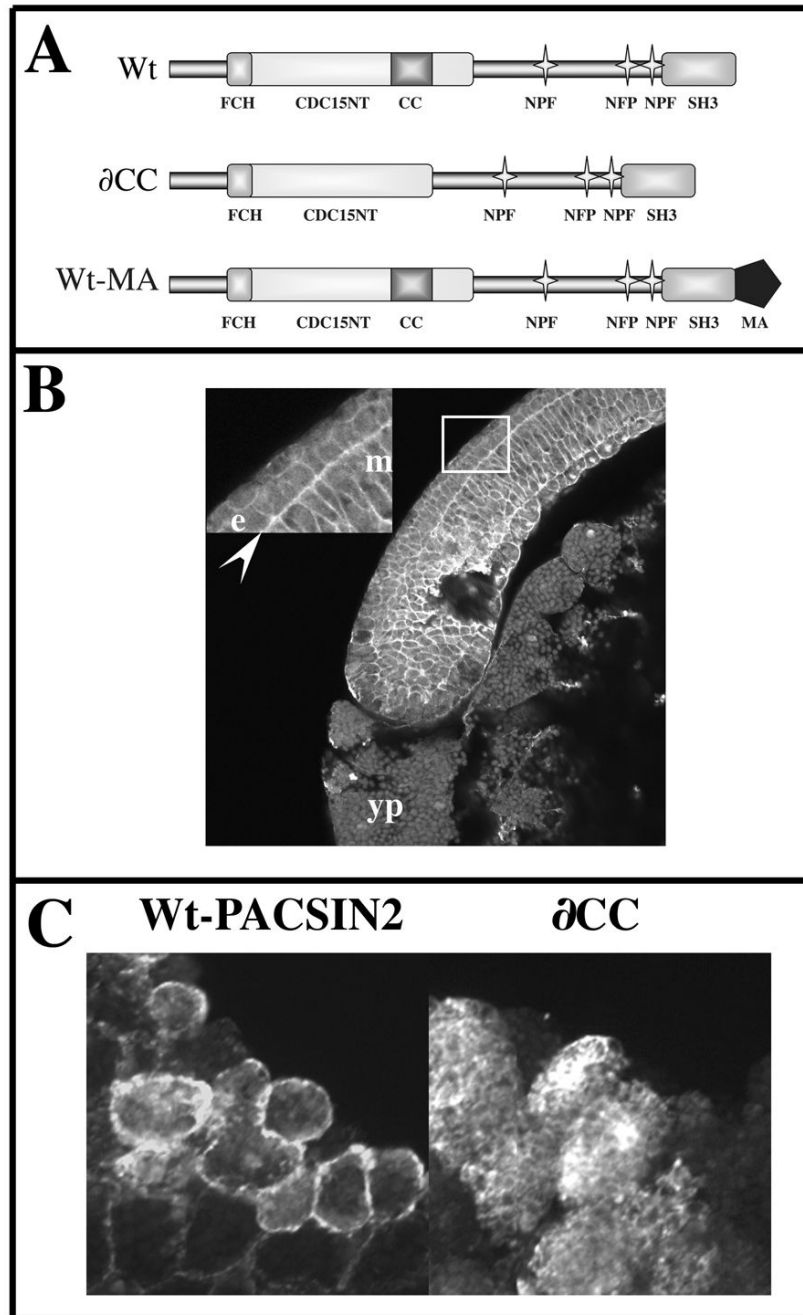 A
Wt
FCH CDC15NT CC NPF NFP NPF SH3
∂CC
FCH CDC15NT NPF NFP NPF SH3
Wt-MA
FCH CDC15NT CC NPF NFP NPF SH3 MA
B
m
e
yp
C
Wt-PACSIN2 ∂CC